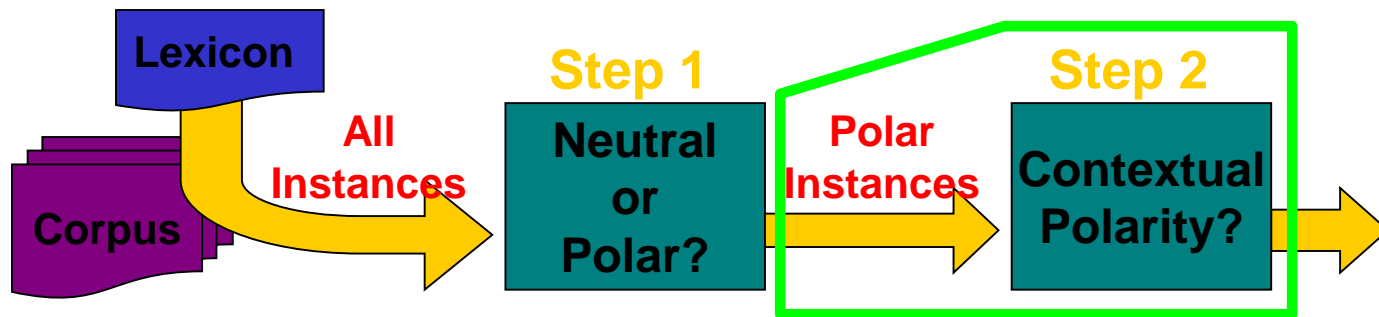 Lexicon
Corpus
All
Instances
Step 1
Neutral
or
Polar?
Polar
Instances
Step 2
Contextual
Polarity?